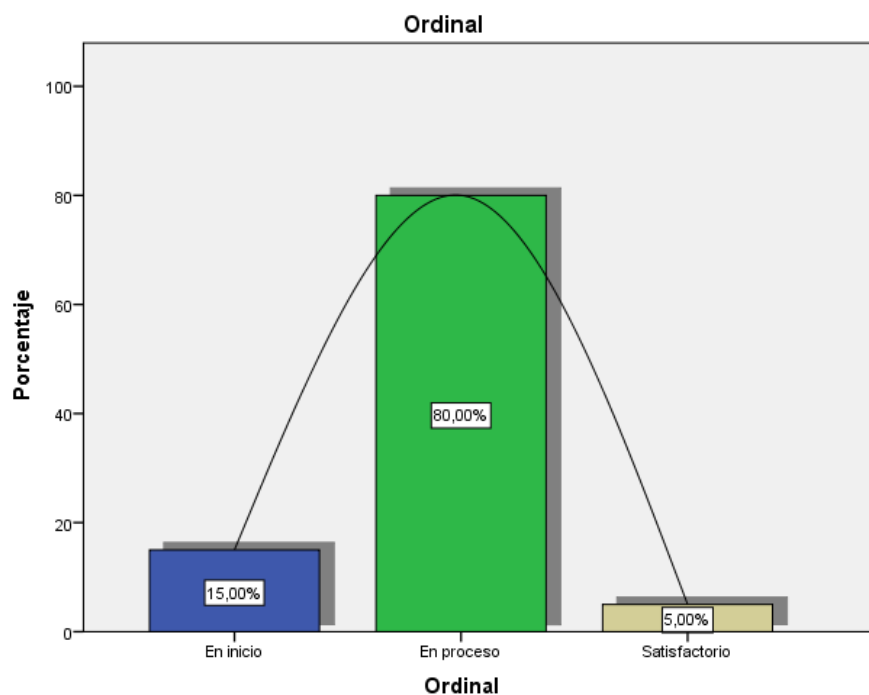 Ordinal
Porcentaje
100
80
60
40
20
0
15,00%
80,00%
5,00%
En inicio
En proceso
Satisfactorio
Ordinal